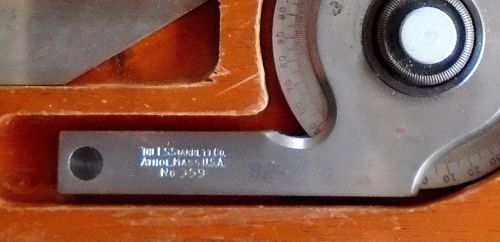 THE L.S. STARRETT CO.
ATHOL, MASS. U.S.A.
No 359